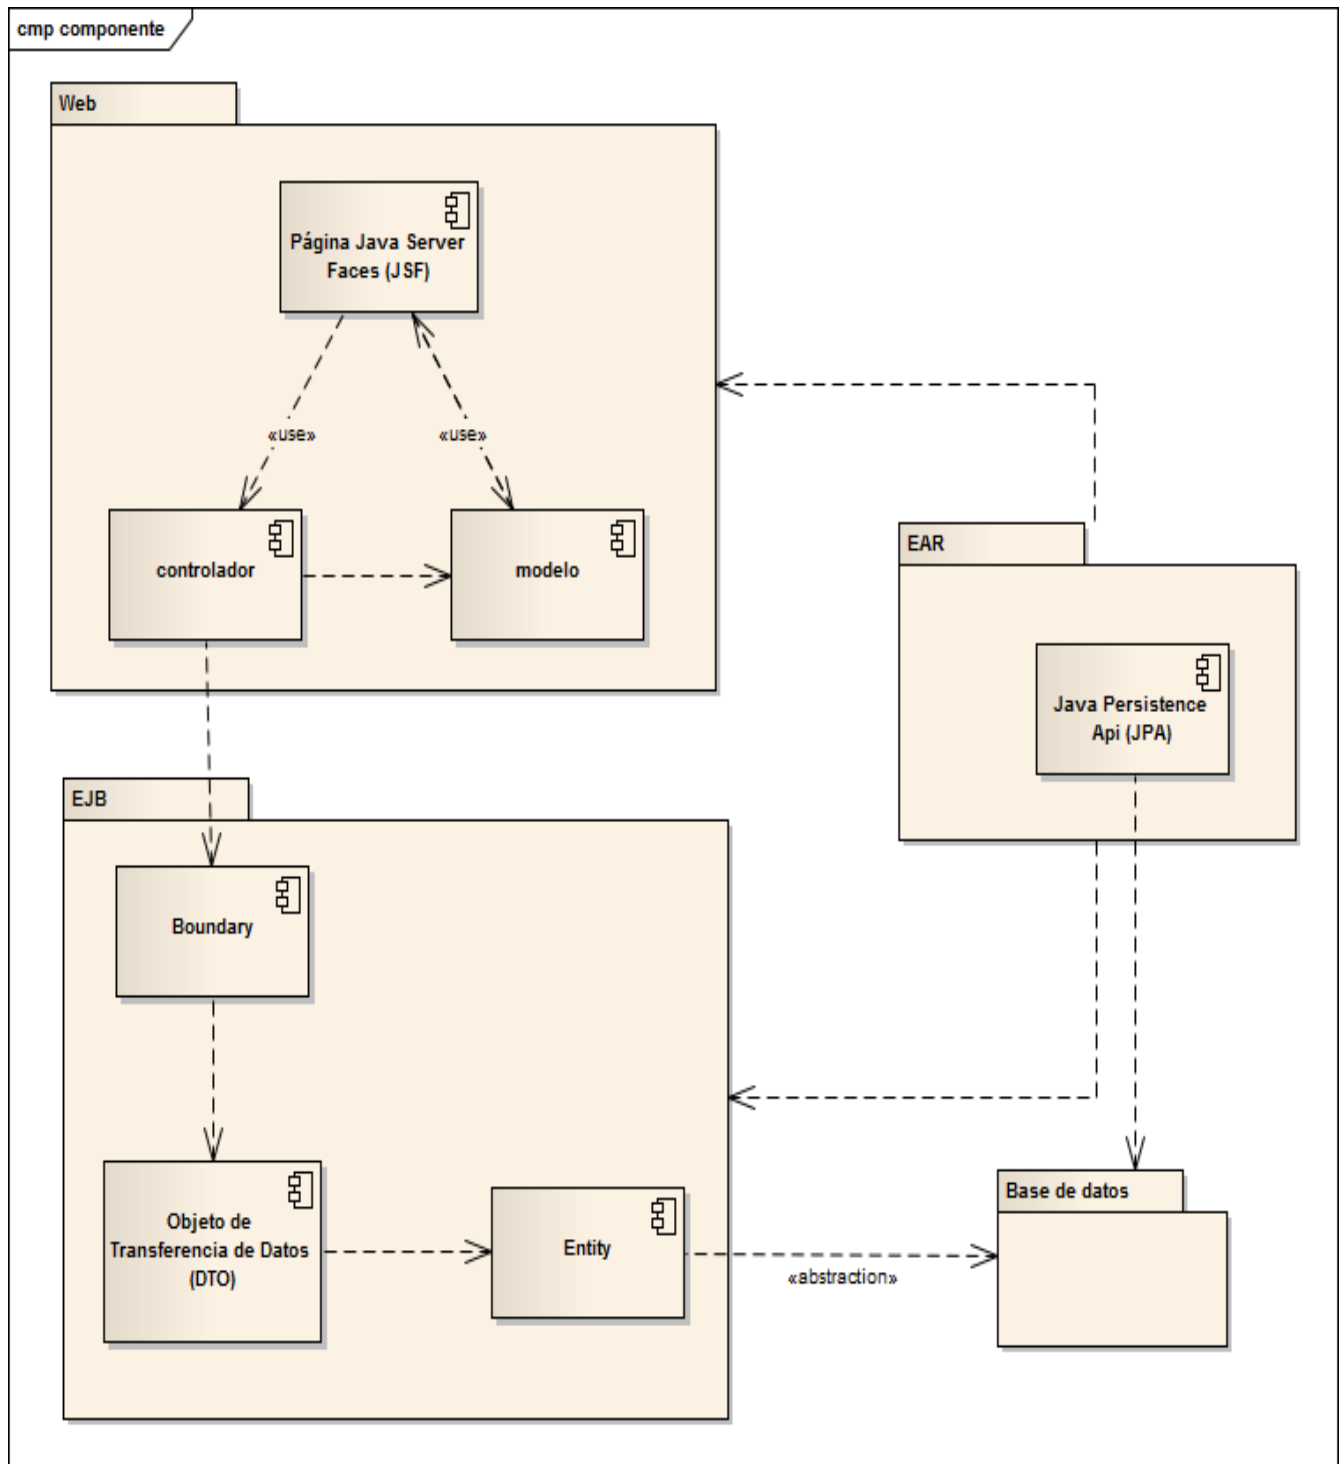 cmp componente
Web
Página Java Server
Faces (JSF)
«use»
«use»
controlador
modelo
EAR
Java Persistence
Api (JPA)
EJB
Boundary
Objeto de
Transferencia de Datos
(DTO)
Entity
«abstraction»
Base de datos